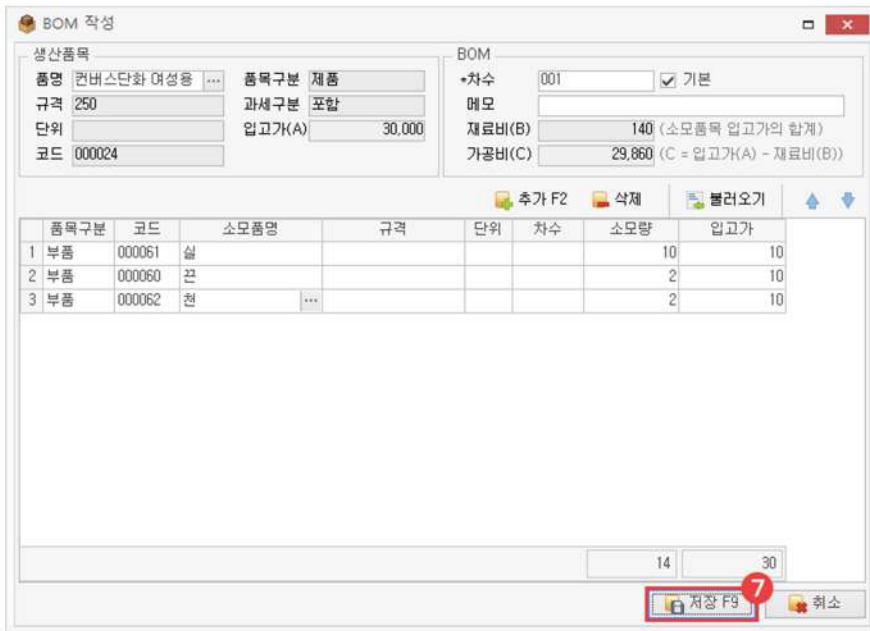 BOM 작성
생산품목
품명 컨버스단화 여성용 ... 품목구분 제품
규격 250 과세구분 포함
단위 입고가(A) 30,000
코드 000024
BOM
*차수 001 기본
메모
재료비(B) 140 (소모품목 입고가의 합계)
가공비(C) 29,860 (C = 입고가(A) - 재료비(B))
추가 F2 삭제 불러오기
품목구분 코드 소모품명 규격 단위 차수 소모량 입고가
1 부품 000061 실 10 10
2 부품 000060 끈 2 10
3 부품 000062 천 ... 2 10
14 30
저장 F9 7 취소